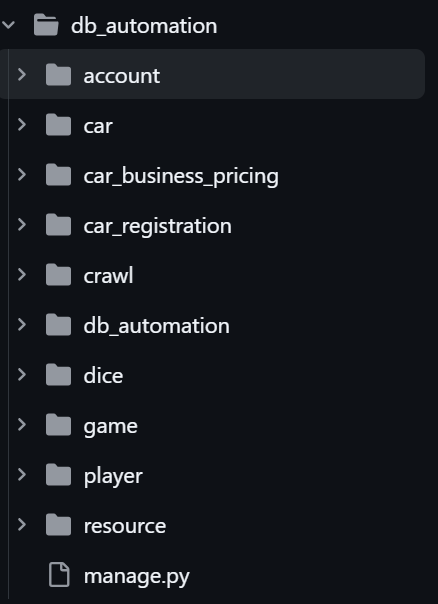 db_automation
account
car
car_business_pricing
car_registration
crawl
db_automation
dice
game
player
resource
manage.py